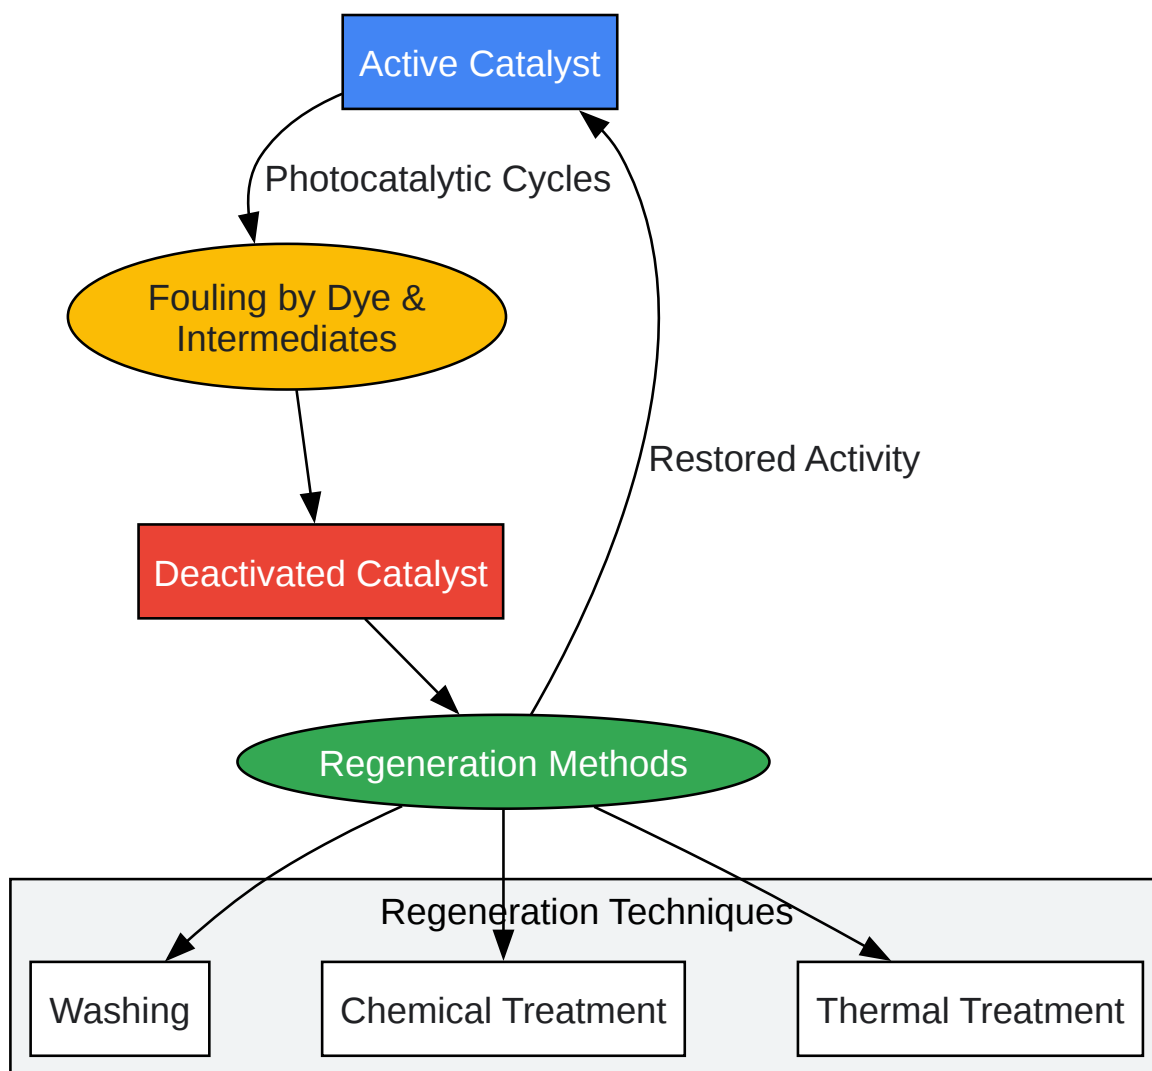 Active Catalyst
Photocatalytic Cycles
Fouling by Dye &
Intermediates
Restored Activity
Deactivated Catalyst
Regeneration Methods
Regeneration Techniques
Washing
Chemical Treatment
Thermal Treatment